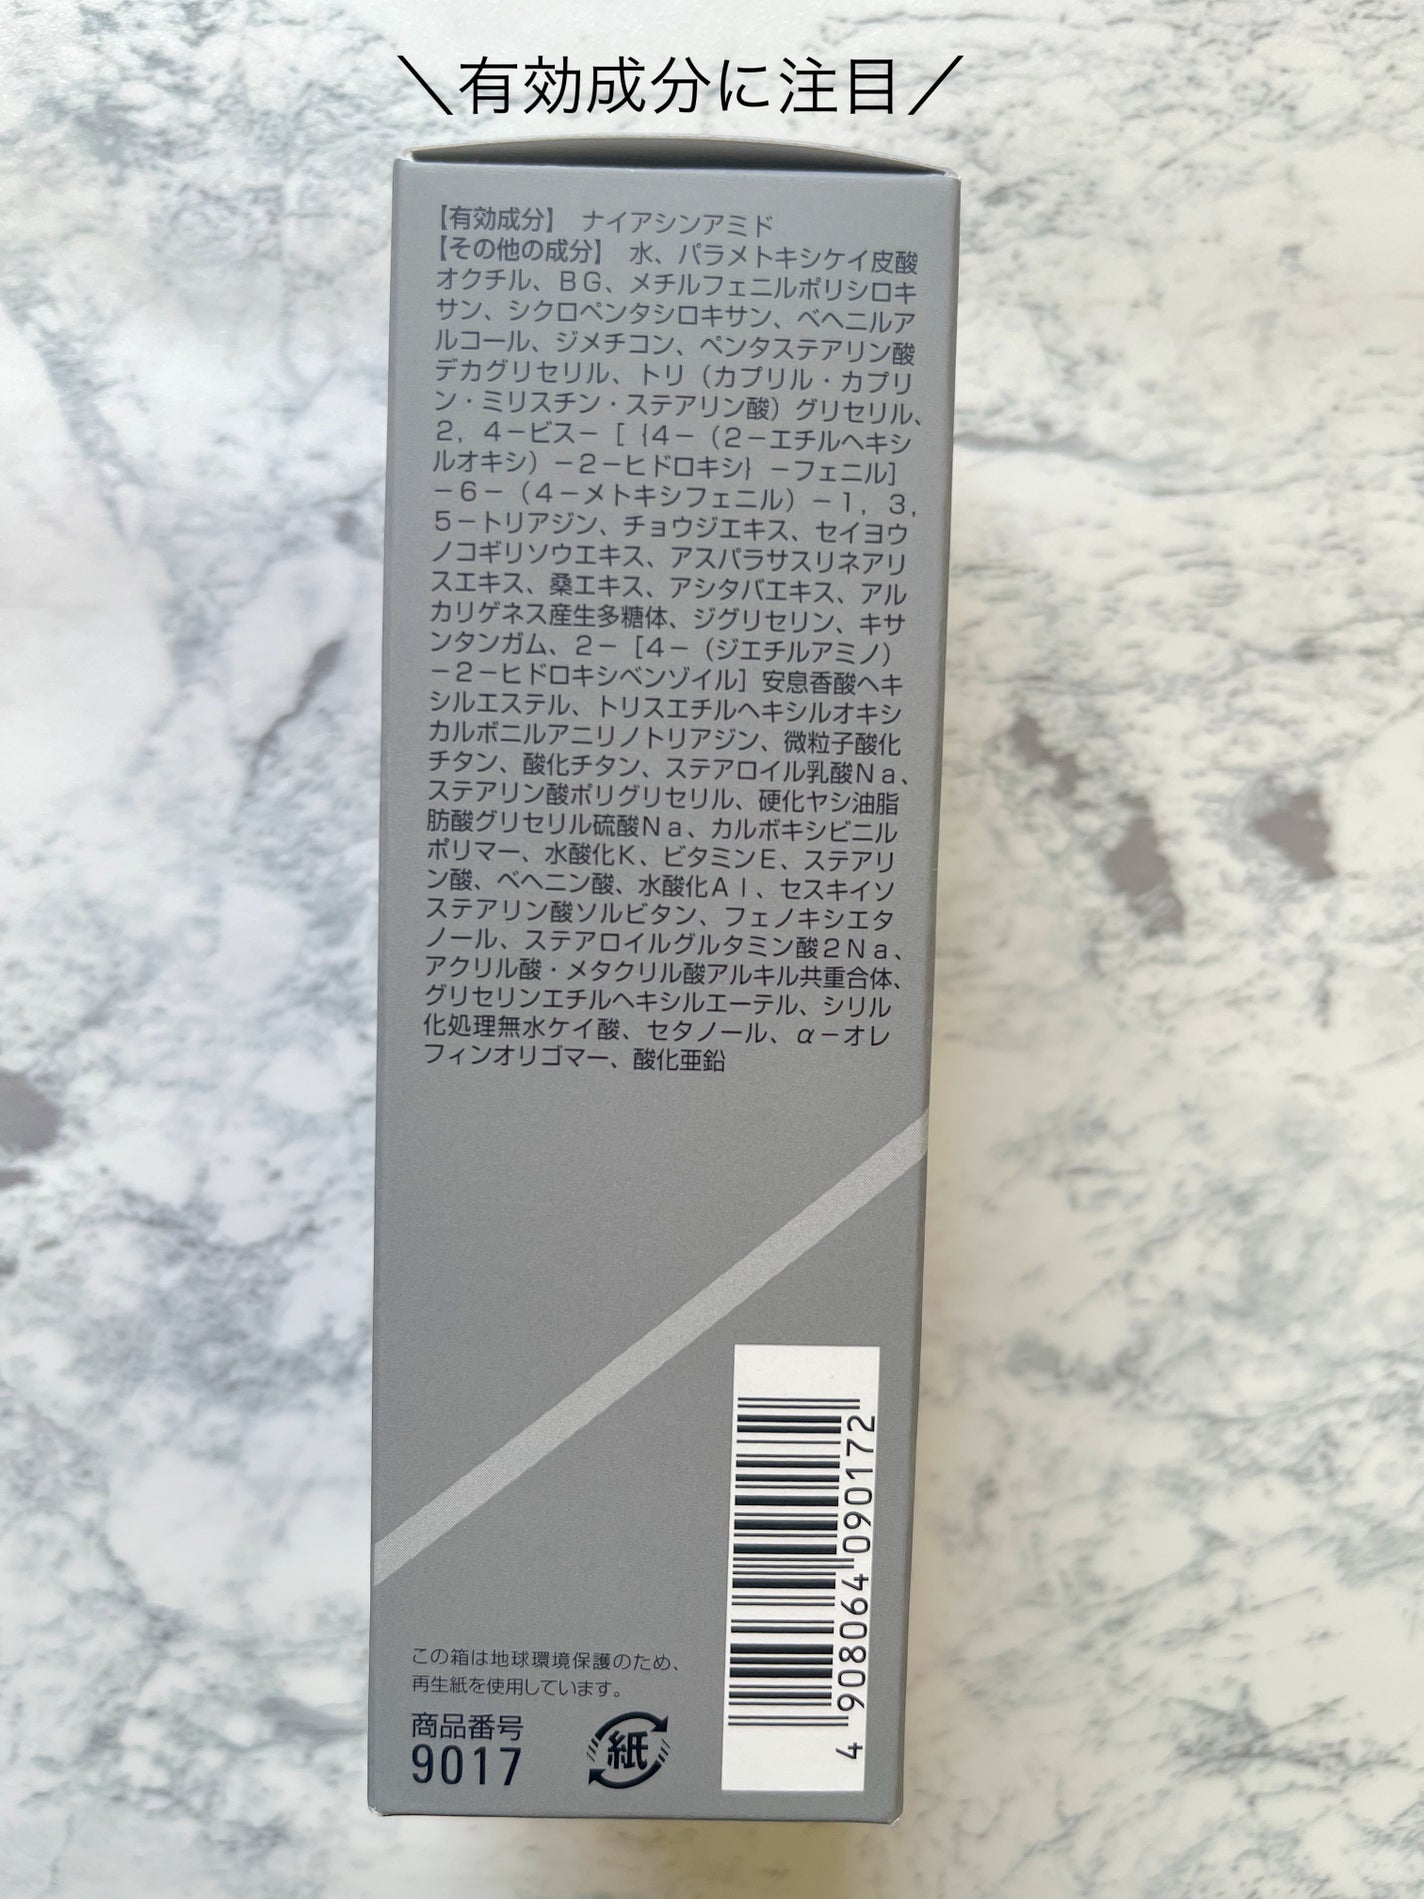 ＼有効成分に注目／
【有効成分】 ナイアシンアミド
【その他の成分】 水、パラメトキシケイ皮酸
オクチル、ＢＧ、メチルフェニルポリシロキ
サン、シクロペンタシロキサン、ベヘニルア
ルコール、ジメチコン、ペンタステアリン酸
デカグリセリル、トリ（カプリル・カプリ
ン・ミリスチン・ステアリン酸）グリセリル、
２，４－ビス－［｛４－（２－エチルヘキシ
ルオキシ）－２－ヒドロキシ｝－フェニル］
－６－（４－メトキシフェニル）－１，３，
５－トリアジン、チョウジエキス、セイヨウ
ノコギリソウエキス、アスパラサスリネアリ
スエキス、桑エキス、アシタバエキス、アル
カリゲネス産生多糖体、ジグリセリン、キサ
ンタンガム、２－［４－（ジエチルアミノ）
－２－ヒドロキシベンゾイル］安息香酸ヘキ
シルエステル、トリスエチルヘキシルオキシ
カルボニルアニリノトリアジン、微粒子酸化
チタン、酸化チタン、ステアロイル乳酸Ｎａ、
ステアリン酸ポリグリセリル、硬化ヤシ油脂
肪酸グリセリル硫酸Ｎａ、カルボキシビニル
ポリマー、水酸化Ｋ、ビタミンＥ、ステアリ
ン酸、ベヘニン酸、水酸化Ａｌ、セスキイソ
ステアリン酸ソルビタン、フェノキシエタ
ノール、ステアロイルグルタミン酸２Ｎａ、
アクリル酸・メタクリル酸アルキル共重合体、
グリセリンエチルヘキシルエーテル、シリル
化処理無水ケイ酸、セタノール、α－オレ
フィンオリゴマー、酸化亜鉛
この箱は地球環境保護のため、
再生紙を使用しています。
商品番号
9017
紙
4 908064 090172